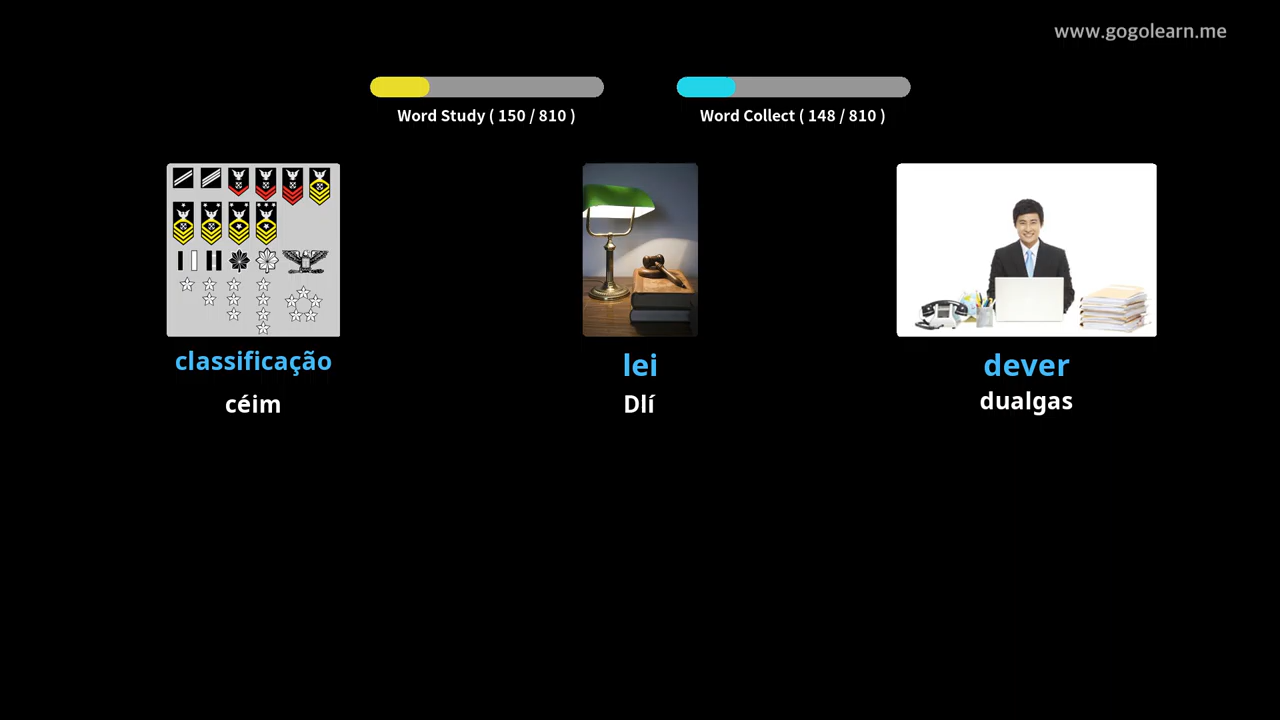 www.gogolearn.me
Word Study ( 150 / 810 )
Word Collect ( 148 / 810 )
classificação
céim
lei
Dlí
dever
dualgas